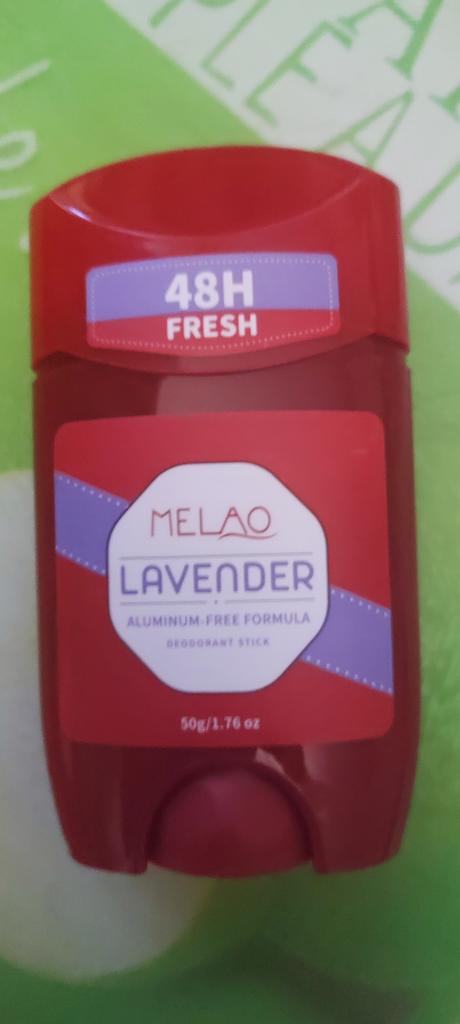 48H
FRESH
MELAO
LAVENDER
ALUMINUM-FREE FORMULA
DEODORANT STICK
50g/1.76 oz